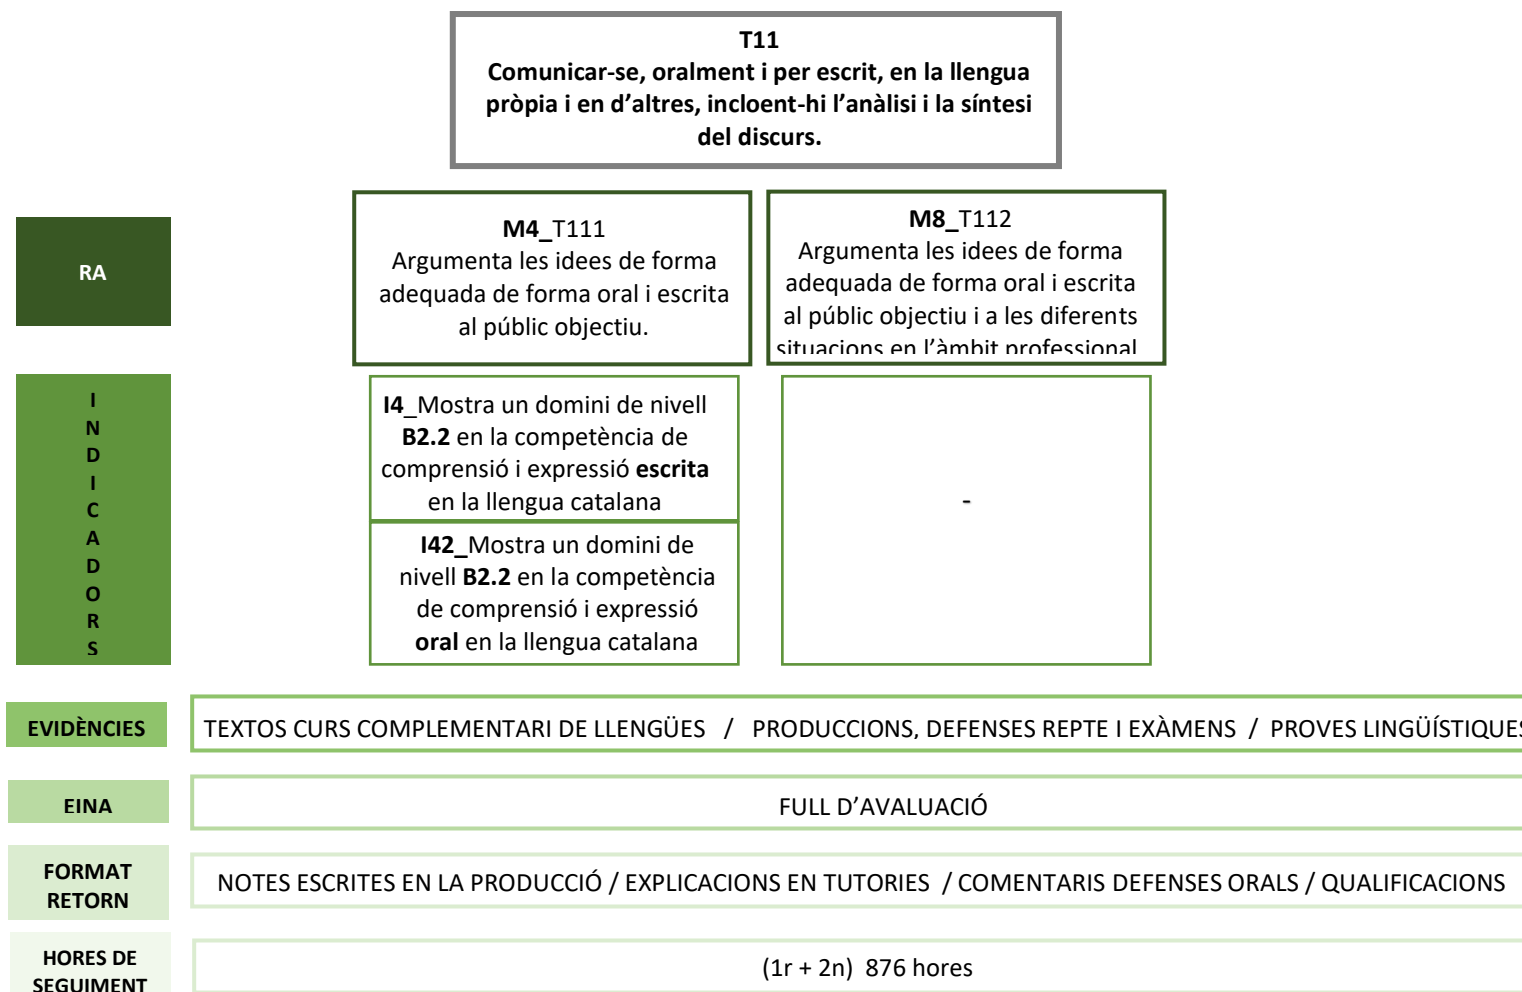 T11
Comunicar-se, oralment i per escrit, en la llengua
pròpia i en d’altres, incloent-hi l’anàlisi i la síntesi
del discurs.
RA
M4_T111
Argumenta les idees de forma
adequada de forma oral i escrita
al públic objectiu.
M8_T112
Argumenta les idees de forma
adequada de forma oral i escrita
al públic objectiu i a les diferents
situacions en l’àmbit professional
I
N
D
I
C
A
D
O
R
S
I4_Mostra un domini de nivell
B2.2 en la competència de
comprensió i expressió escrita
en la llengua catalana
I42_Mostra un domini de
nivell B2.2 en la competència
de comprensió i expressió
oral en la llengua catalana
-
EVIDÈNCIES
TEXTOS CURS COMPLEMENTARI DE LLENGÜES / PRODUCCIONS, DEFENSES REPTE I EXÀMENS / PROVES LINGÜÍSTIQUES
EINA
FULL D’AVALUACIÓ
FORMAT
RETORN
NOTES ESCRITES EN LA PRODUCCIÓ / EXPLICACIONS EN TUTORIES / COMENTARIS DEFENSES ORALS / QUALIFICACIONS
HORES DE
SEGUIMENT
(1r + 2n) 876 hores